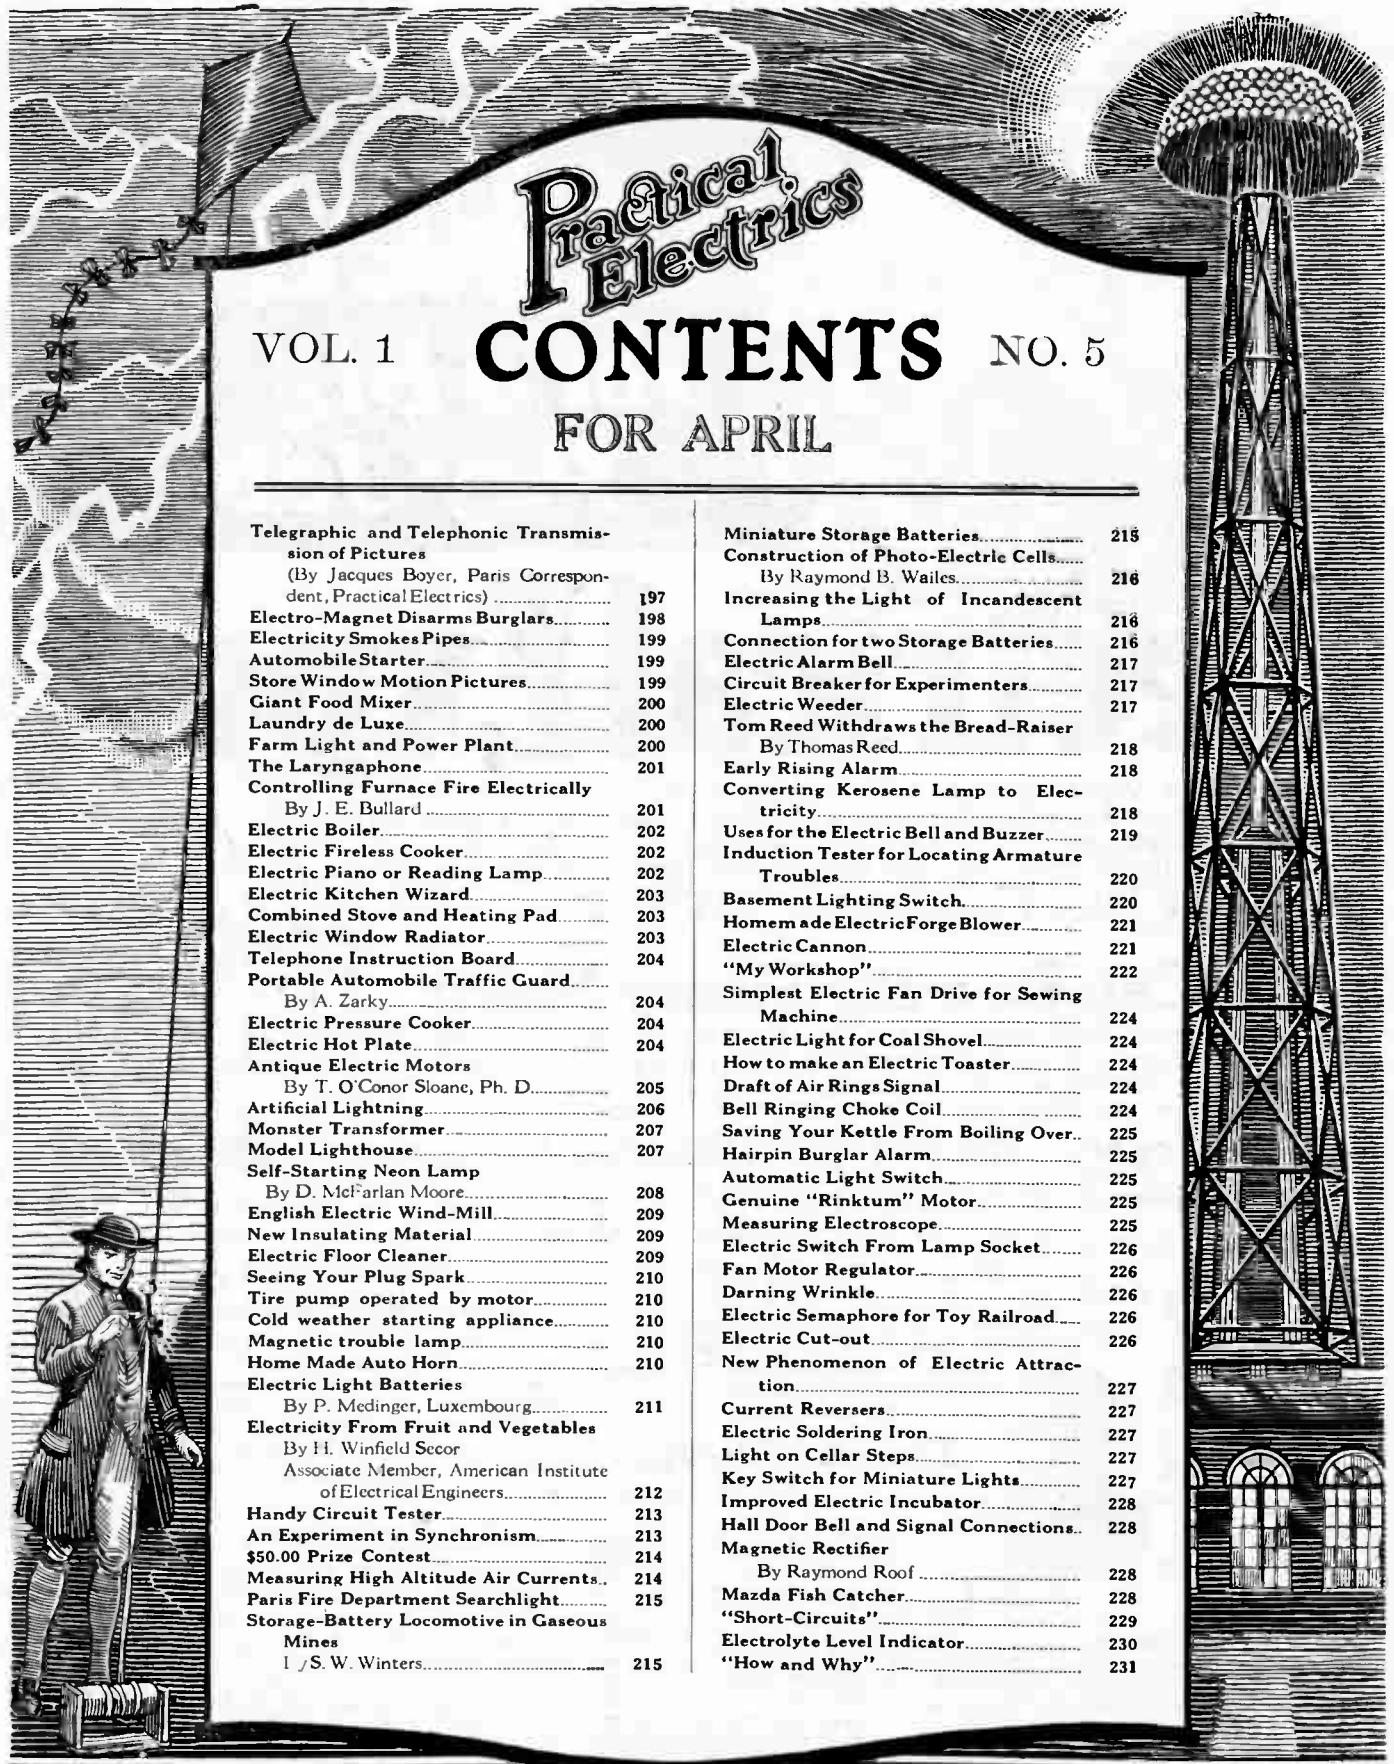 Practical
Electrics
VOL. 1 CONTENTS NO. 5
FOR APRIL
Telegraphic and Telephonic Transmis-
sion of Pictures
(By Jacques Boyer, Paris Correspon-
dent, Practical Electrics) 197
Electro-Magnet Disarms Burglars 198
Electricity Smokes Pipes 199
Automobile Starter 199
Store Window Motion Pictures 199
Giant Food Mixer 200
Laundry de Luxe 200
Farm Light and Power Plant 200
The Laryngaphone 201
Controlling Furnace Fire Electrically
By J. E. Bullard 201
Electric Boiler 202
Electric Fireless Cooker 202
Electric Piano or Reading Lamp 202
Electric Kitchen Wizard 203
Combined Stove and Heating Pad 203
Electric Window Radiator 203
Telephone Instruction Board 204
Portable Automobile Traffic Guard
By A. Zarky 204
Electric Pressure Cooker 204
Electric Hot Plate 204
Antique Electric Motors
By T. O'Conor Sloane, Ph. D. 205
Artificial Lightning 206
Monster Transformer 207
Model Lighthouse 207
Self-Starting Neon Lamp
By D. McFarlan Moore 208
English Electric Wind-Mill 209
New Insulating Material 209
Electric Floor Cleaner 209
Seeing Your Plug Spark 210
Tire pump operated by motor 210
Cold weather starting appliance 210
Magnetic trouble lamp 210
Home Made Auto Horn 210
Electric Light Batteries
By P. Medinger, Luxembourg 211
Electricity From Fruit and Vegetables
By H. Winfield Secor
Associate Member, American Institute
of Electrical Engineers 212
Handy Circuit Tester 213
An Experiment in Synchronism 213
$50.00 Prize Contest 214
Measuring High Altitude Air Currents 214
Paris Fire Department Searchlight 215
Storage-Battery Locomotive in Gaseous
Mines
S. W. Winters 215
Miniature Storage Batteries 215
Construction of Photo-Electric Cells
By Raymond B. Wailes 216
Increasing the Light of Incandescent
Lamps 216
Connection for two Storage Batteries 216
Electric Alarm Bell 217
Circuit Breaker for Experimenters 217
Electric Weeder 217
Tom Reed Withdraws the Bread-Raiser
By Thomas Reed 218
Early Rising Alarm 218
Converting Kerosene Lamp to Elec-
tricity 218
Uses for the Electric Bell and Buzzer 219
Induction Tester for Locating Armature
Troubles 220
Basement Lighting Switch 220
Homemade Electric Forge Blower 221
Electric Cannon 221
"My Workshop" 222
Simplest Electric Fan Drive for Sewing
Machine 224
Electric Light for Coal Shovel 224
How to make an Electric Toaster 224
Draft of Air Rings Signal 224
Bell Ringing Choke Coil 224
Saving Your Kettle From Boiling Over 225
Hairpin Burglar Alarm 225
Automatic Light Switch 225
Genuine "Rinktum" Motor 225
Measuring Electroscope 225
Electric Switch From Lamp Socket 226
Fan Motor Regulator 226
Darning Wrinkle 226
Electric Semaphore for Toy Railroad 226
Electric Cut-out 226
New Phenomenon of Electric Attrac-
tion 227
Current Reversers 227
Electric Soldering Iron 227
Light on Cellar Steps 227
Key Switch for Miniature Lights 227
Improved Electric Incubator 228
Hall Door Bell and Signal Connections 228
Magnetic Rectifier
By Raymond Roof 228
Mazda Fish Catcher 228
"Short-Circuits" 229
Electrolyte Level Indicator 230
"How and Why" 231